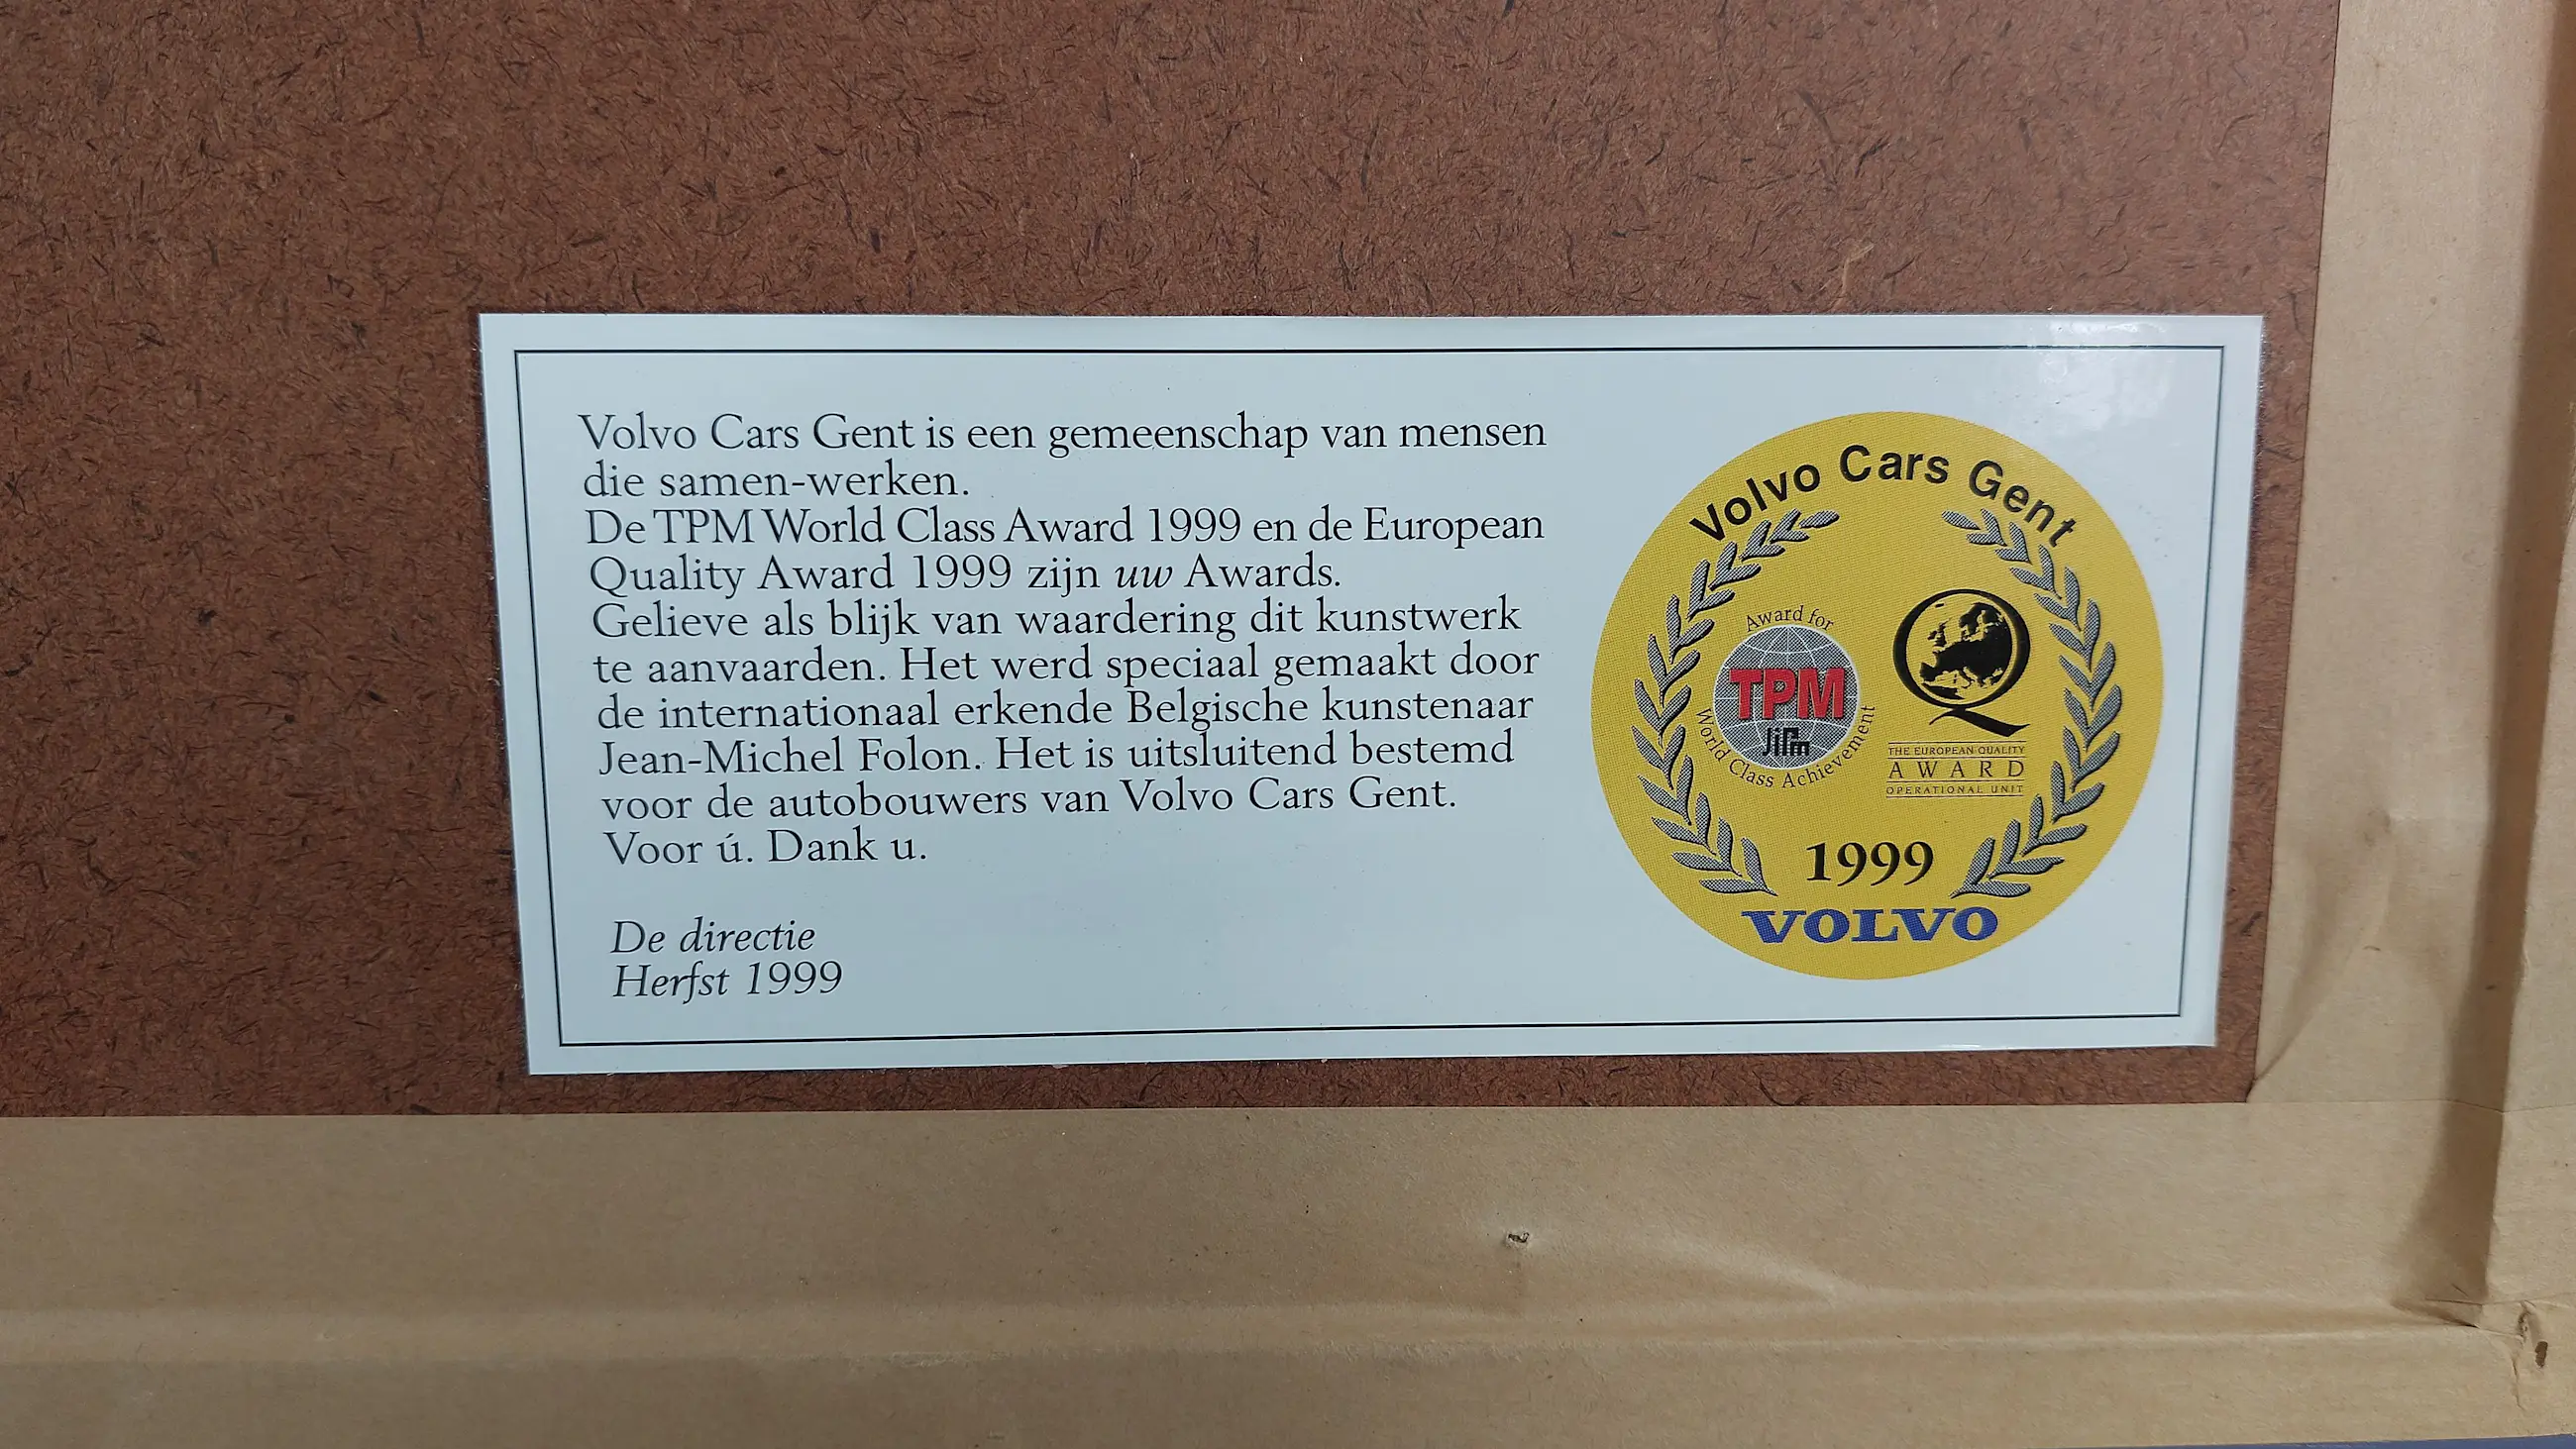 Volvo Cars Gent is een gemeenschap van mensen
die samen-werken.
De TPM World Class Award 1999 en de European
Quality Award 1999 zijn uw Awards.
Gelieve als blijk van waardering dit kunstwerk
te aanvaarden. Het werd speciaal gemaakt door
de internationaal erkende Belgische kunstenaar
Jean-Michel Folon. Het is uitsluitend bestemd
voor de autobouwers van Volvo Cars Gent.
Voor ú. Dank u.
De directie
Herfst 1999
Volvo Cars Gent
Award for
TPM
JIPM
World Class Achievement
Q
THE EUROPEAN QUALITY
AWARD
OPERATIONAL UNIT
1999
VOLVO